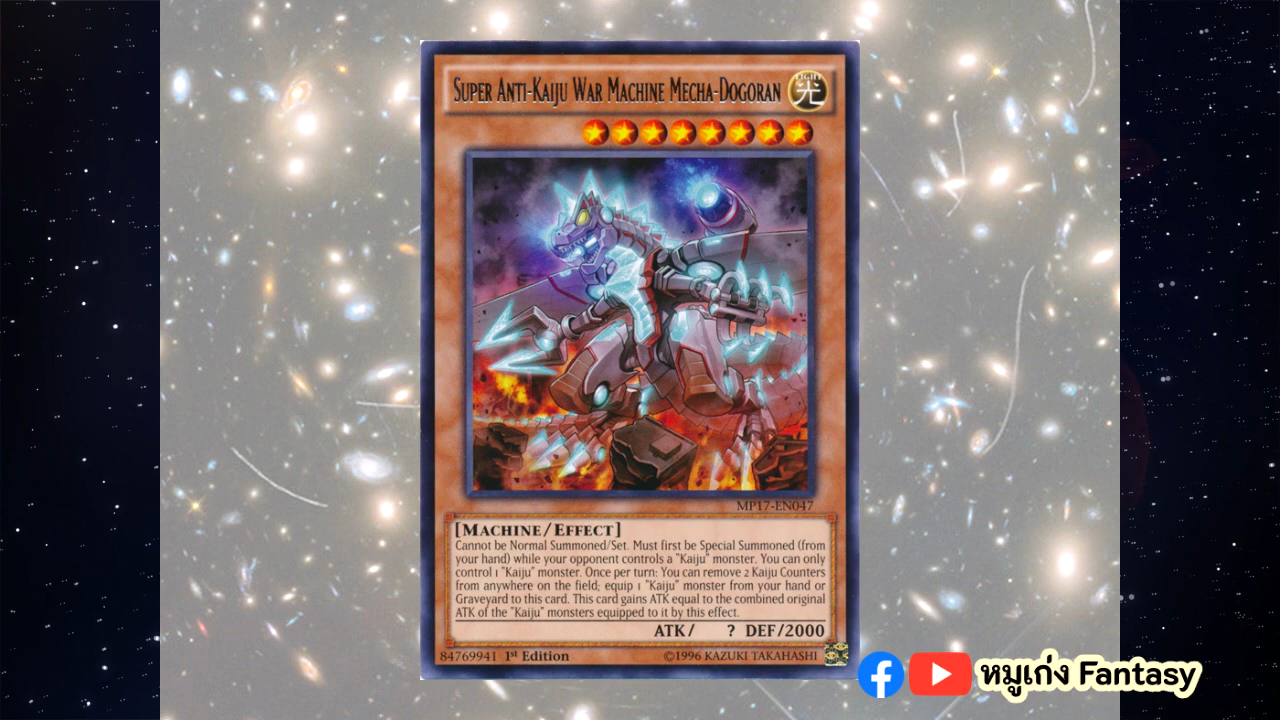 SUPER ANTI-KAIJU WAR MACHINE MECHA-DOGORAN
LIGHT
光
MP17-EN047
[MACHINE/EFFECT]
Cannot be Normal Summoned/Set. Must first be Special Summoned (from
your hand) while your opponent controls a "Kaiju" monster. You can only
control 1 "Kaiju" monster. Once per turn: You can remove 2 Kaiju Counters
from anywhere on the field; equip 1 "Kaiju" monster from your hand or
Graveyard to this card. This card gains ATK equal to the combined original
ATK of the "Kaiju" monsters equipped to it by this effect.
ATK/ ? DEF/2000
84769941 1st Edition ©1996 KAZUKI TAKAHASHI
หมูเก่ง Fantasy